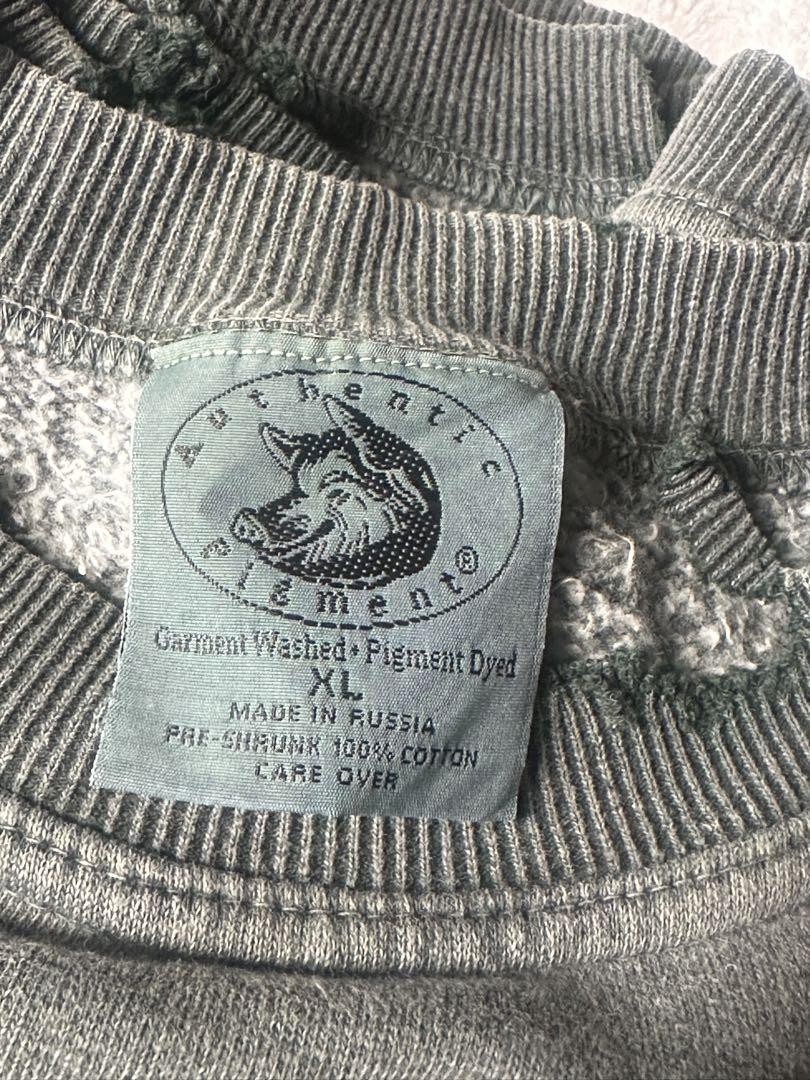 Authentic
Pigment®
Garment Washed • Pigment Dyed
XL
MADE IN RUSSIA
PRE-SHRUNK 100% COTTON
CARE OVER